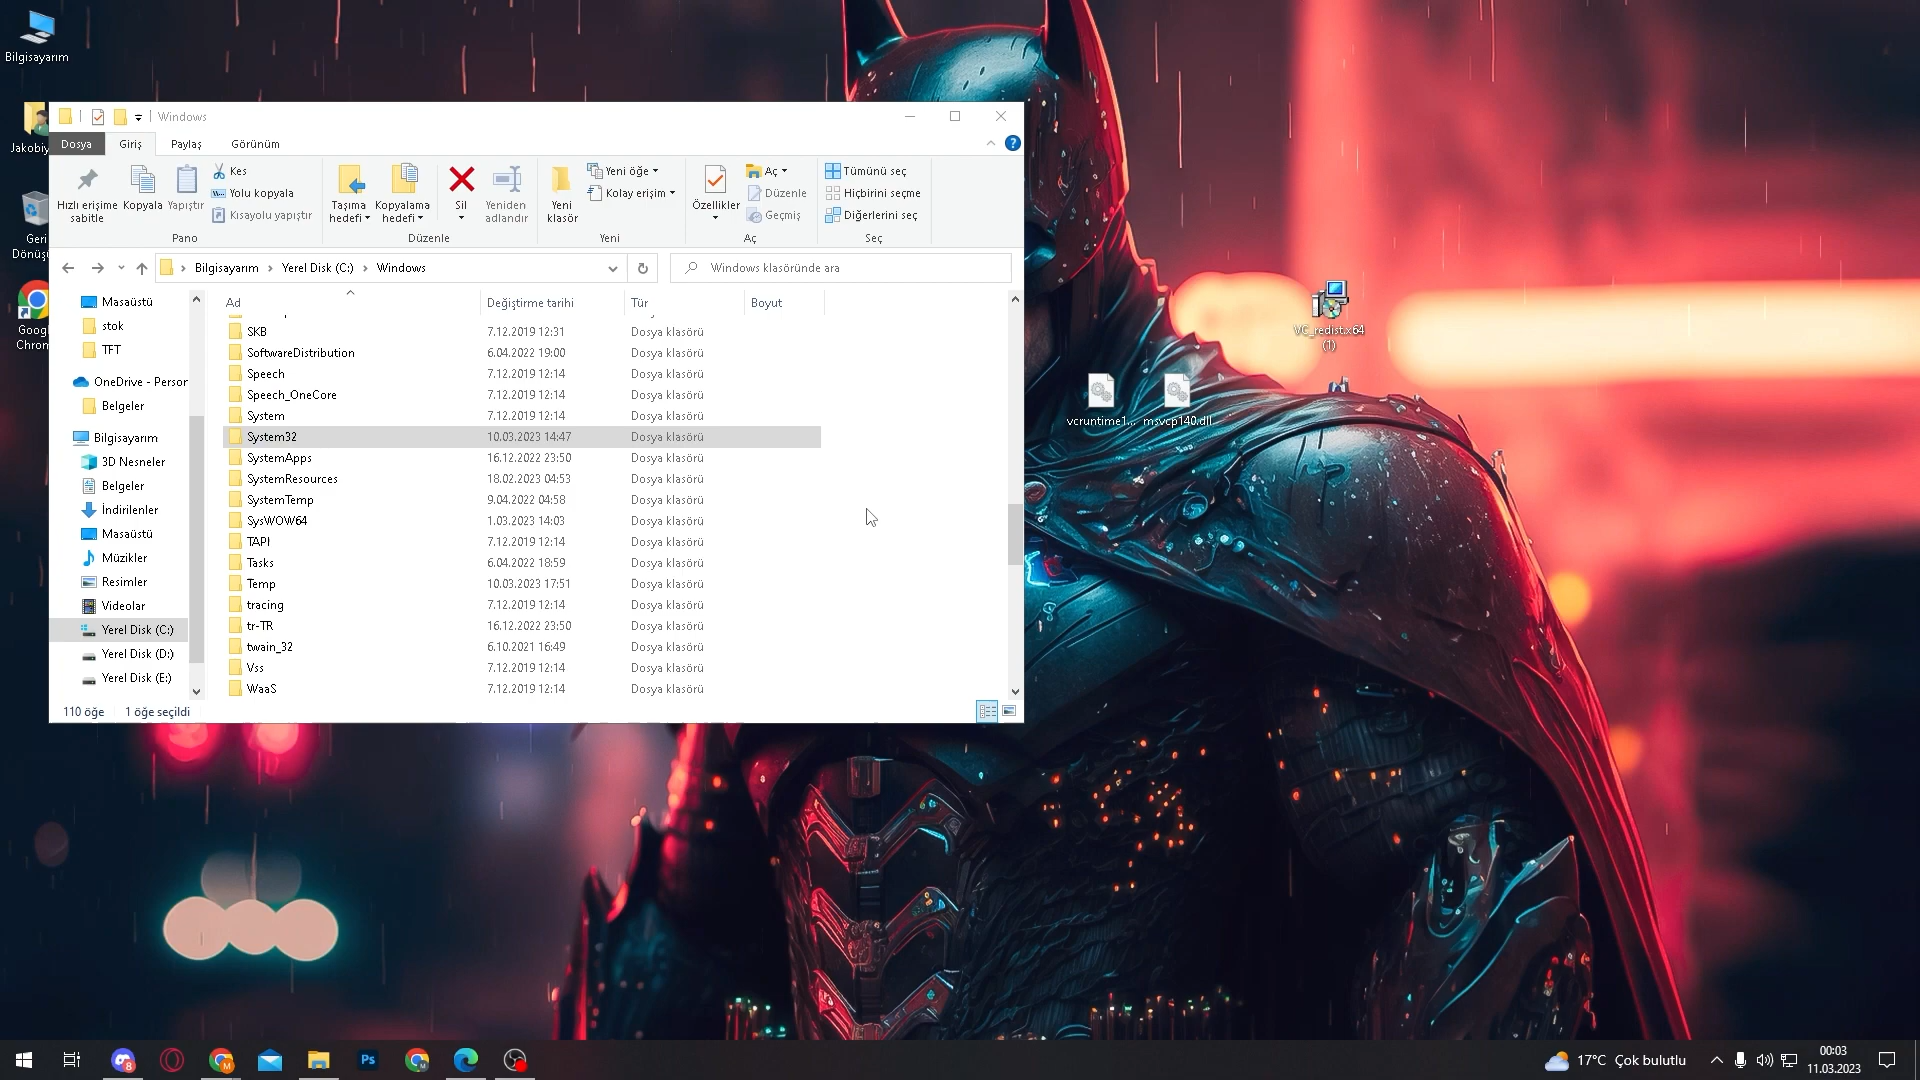 Bilgisayarım
Jakobiy
Geri
Dönüşü
Googl
Chrom
Windows
Dosya
Giriş
Paylaş
Görünüm
Hızlı erişime
sabitle
Kopyala
Yapıştır
Kes
Yolu kopyala
Kısayolu yapıştır
Pano
Taşıma
hedefi
Kopyalama
hedefi
Sil
Yeniden
adlandır
Düzenle
Yeni
klasör
Yeni öğe
Kolay erişim
Yeni
Özellikler
Aç
Düzenle
Geçmiş
Aç
Tümünü seç
Hiçbirini seçme
Diğerlerini seç
Seç
Bilgisayarım > Yerel Disk (C:) > Windows
Windows klasöründe ara
Masaüstü
stok
TFT
OneDrive - Person
Belgeler
Bilgisayarım
3D Nesneler
Belgeler
İndirilenler
Masaüstü
Müzikler
Resimler
Videolar
Yerel Disk (C:)
Yerel Disk (D:)
Yerel Disk (E:)
Ad Değiştirme tarihi Tür Boyut
SKB 7.12.2019 12:31 Dosya klasörü
SoftwareDistribution 6.04.2022 19:00 Dosya klasörü
Speech 7.12.2019 12:14 Dosya klasörü
Speech_OneCore 7.12.2019 12:14 Dosya klasörü
System 7.12.2019 12:14 Dosya klasörü
System32 10.03.2023 14:47 Dosya klasörü
SystemApps 16.12.2022 23:50 Dosya klasörü
SystemResources 18.02.2023 04:53 Dosya klasörü
SystemTemp 9.04.2022 04:58 Dosya klasörü
SysWOW64 1.03.2023 14:03 Dosya klasörü
TAPI 7.12.2019 12:14 Dosya klasörü
Tasks 6.04.2022 18:59 Dosya klasörü
Temp 10.03.2023 17:51 Dosya klasörü
tracing 7.12.2019 12:14 Dosya klasörü
tr-TR 16.12.2022 23:50 Dosya klasörü
twain_32 6.10.2021 16:49 Dosya klasörü
Vss 7.12.2019 12:14 Dosya klasörü
WaaS 7.12.2019 12:14 Dosya klasörü
110 öğe
1 öğe seçildi
VC_redist.x64
(1)
vcruntime1...
msvcp140.dll
8
M
Ps
17°C Çok bulutlu
00:03
11.03.2023